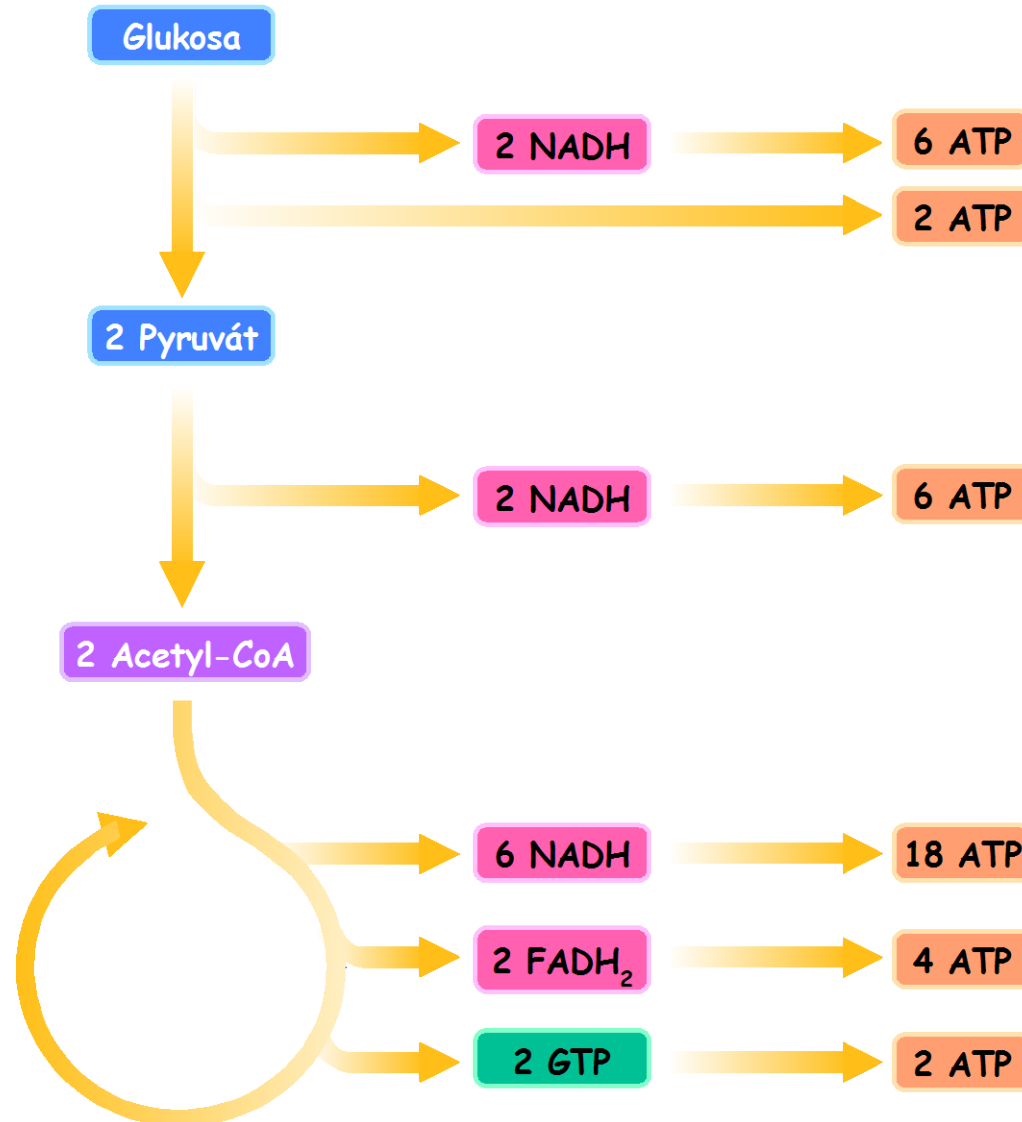 Glukosa
2 NADH
6 ATP
2 ATP
2 Pyruvát
2 NADH
6 ATP
2 Acetyl-CoA
6 NADH
18 ATP
2 FADH₂
4 ATP
2 GTP
2 ATP